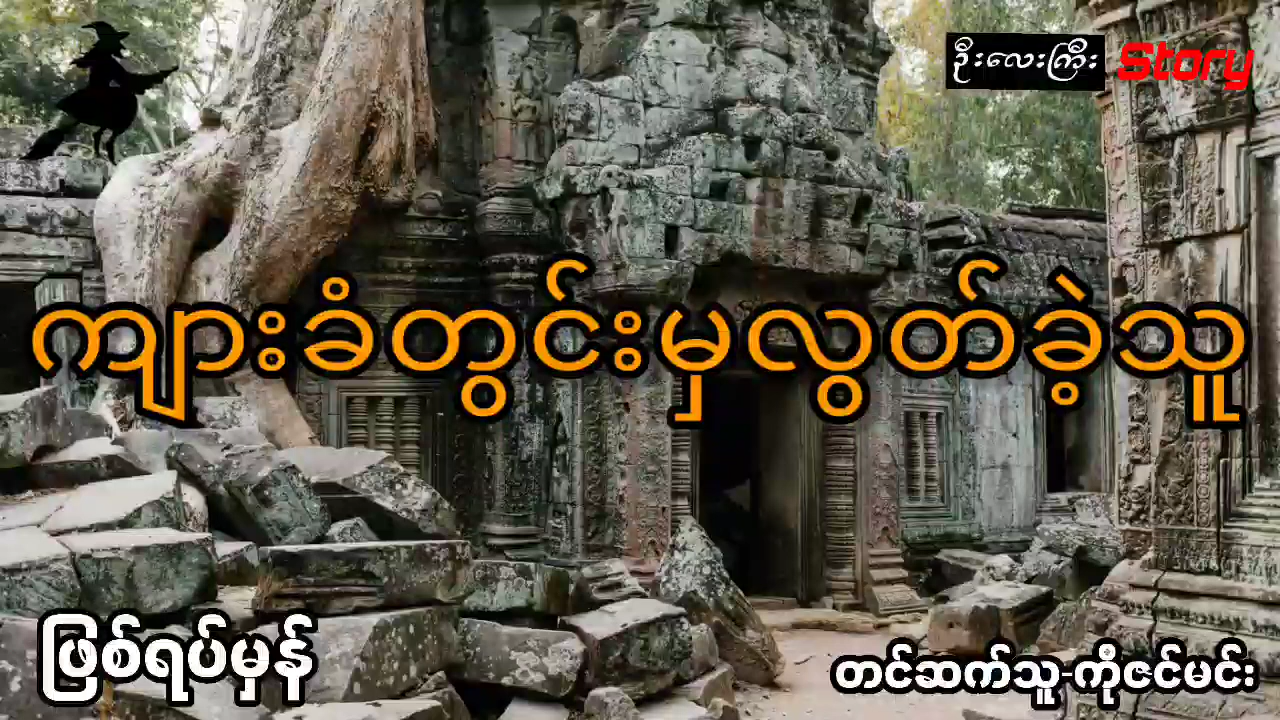 ဦးလေးကြီး Story
ကျားခံတွင်းမှလွတ်ခဲ့သူ
ဖြစ်ရပ်မှန်
တင်ဆက်သူ-ကိုဇင်မင်း